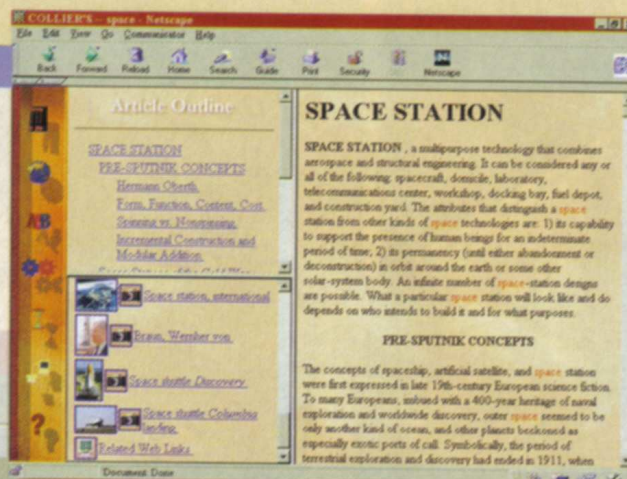 COLLIER'S -- space - Netscape
File Edit View Go Communicator Help
Back Forward Reload Home Search Guide Print Security Netscape
Article Outline
SPACE STATION
PRE-SPUTNIK CONCEPTS
Hermann Oberth.
Form, Function, Context, Cost.
Spinning vs. Nonspinning.
Incremental Construction and
Modular Addition.
Space station, international
Braun, Wernher von
Space shuttle Discovery
Space shuttle Columbia
landing
Related Web Links
SPACE STATION
SPACE STATION , a multipurpose technology that combines
aerospace and structural engineering. It can be considered any or
all of the following: spacecraft, domicile, laboratory,
telecommunications center, workshop, docking bay, fuel depot,
and construction yard. The attributes that distinguish a space
station from other kinds of space technologies are: 1) its capability
to support the presence of human beings for an indeterminate
period of time; 2) its permanency (until either abandonment or
deconstruction) in orbit around the earth or some other
solar-system body. An infinite number of space-station designs
are possible. What a particular space station will look like and do
depends on who intends to build it and for what purposes.
PRE-SPUTNIK CONCEPTS
The concepts of spaceship, artificial satellite, and space station
were first expressed in late 19th-century European science fiction.
To many Europeans, imbued with a 400-year heritage of naval
exploration and worldwide discovery, outer space seemed to be
only another kind of ocean, and other planets beckoned as
especially exotic ports of call. Symbolically, the period of
terrestrial exploration and discovery had ended in 1911, when
Document: Done